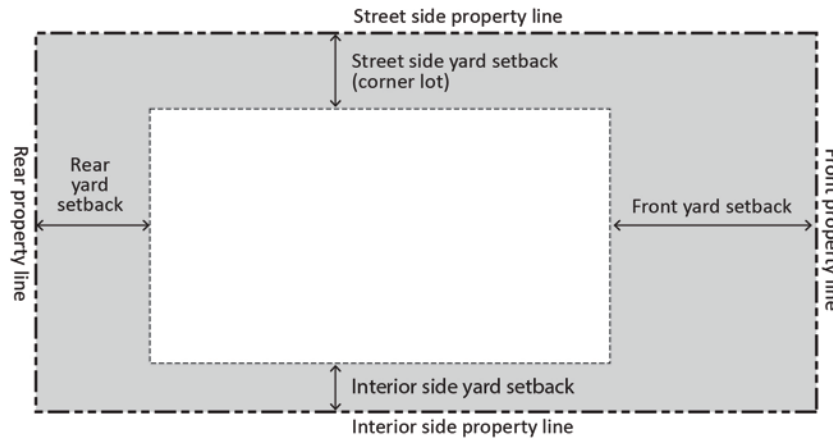 Street side property line
Street side yard setback
(corner lot)
Rear property line
Rear
yard
setback
Front yard setback
Front property line
Interior side yard setback
Interior side property line